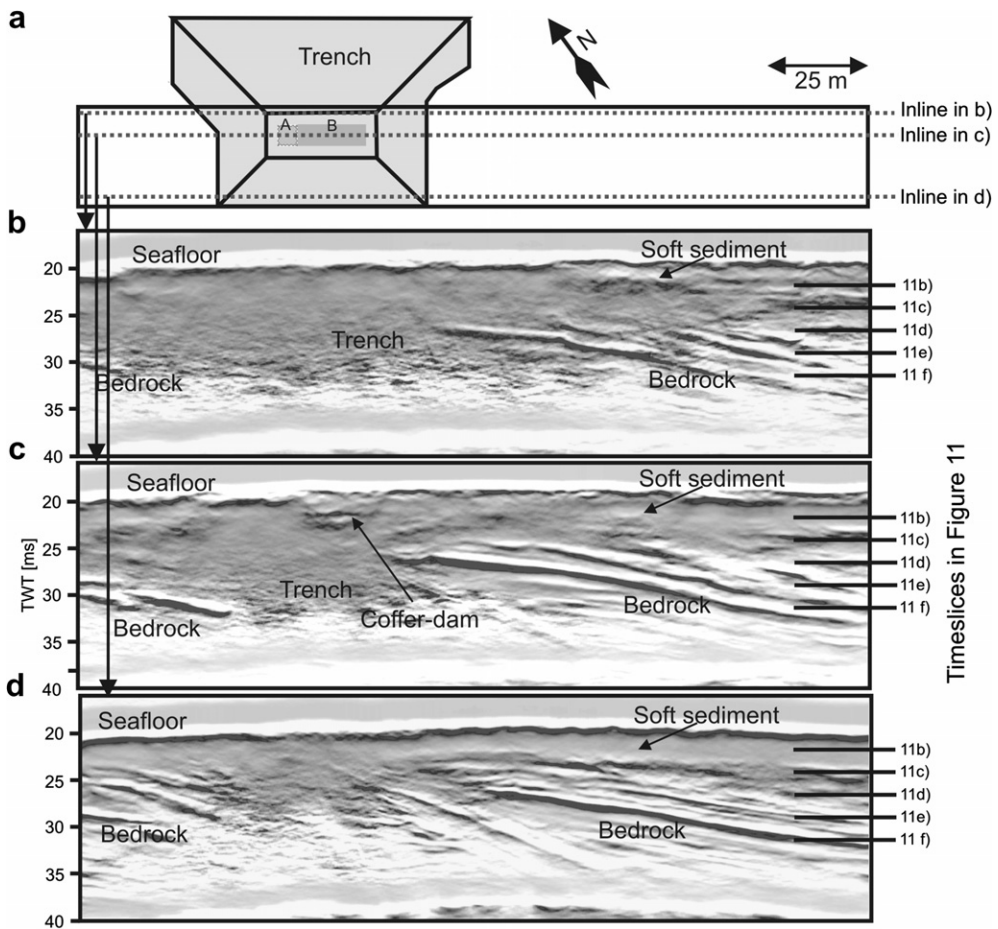 a
Trench
N
25 m
A
B
Inline in b)
Inline in c)
Inline in d)
b
Seafloor
Soft sediment
20
25
30
35
40
Trench
Bedrock
Bedrock
11b)
11c)
11d)
11e)
11 f)
c
Seafloor
Soft sediment
20
25
30
35
40
TWT [ms]
Trench
Bedrock
Coffer-dam
Bedrock
11b)
11c)
11d)
11e)
11 f)
Timeslices in Figure 11
d
Seafloor
Soft sediment
20
25
30
35
40
Bedrock
Bedrock
11b)
11c)
11d)
11e)
11 f)